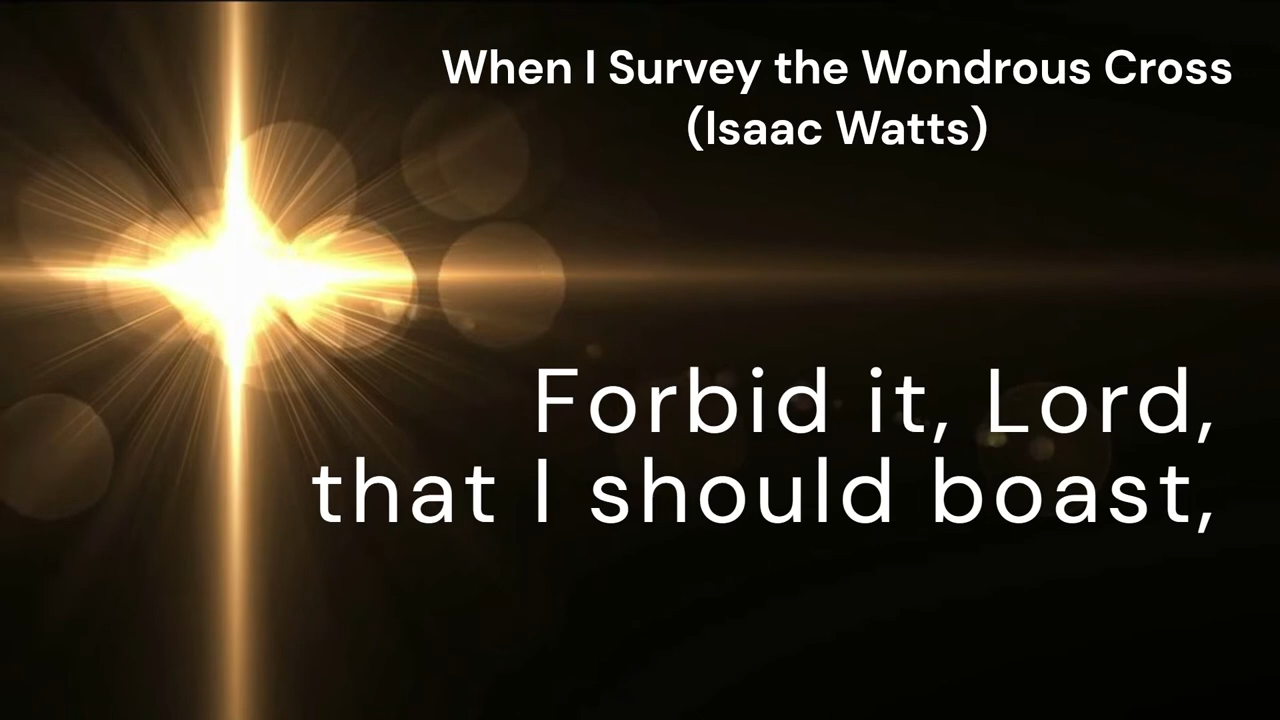 When I Survey the Wondrous Cross
(Isaac Watts)
Forbid it, Lord,
that I should boast,